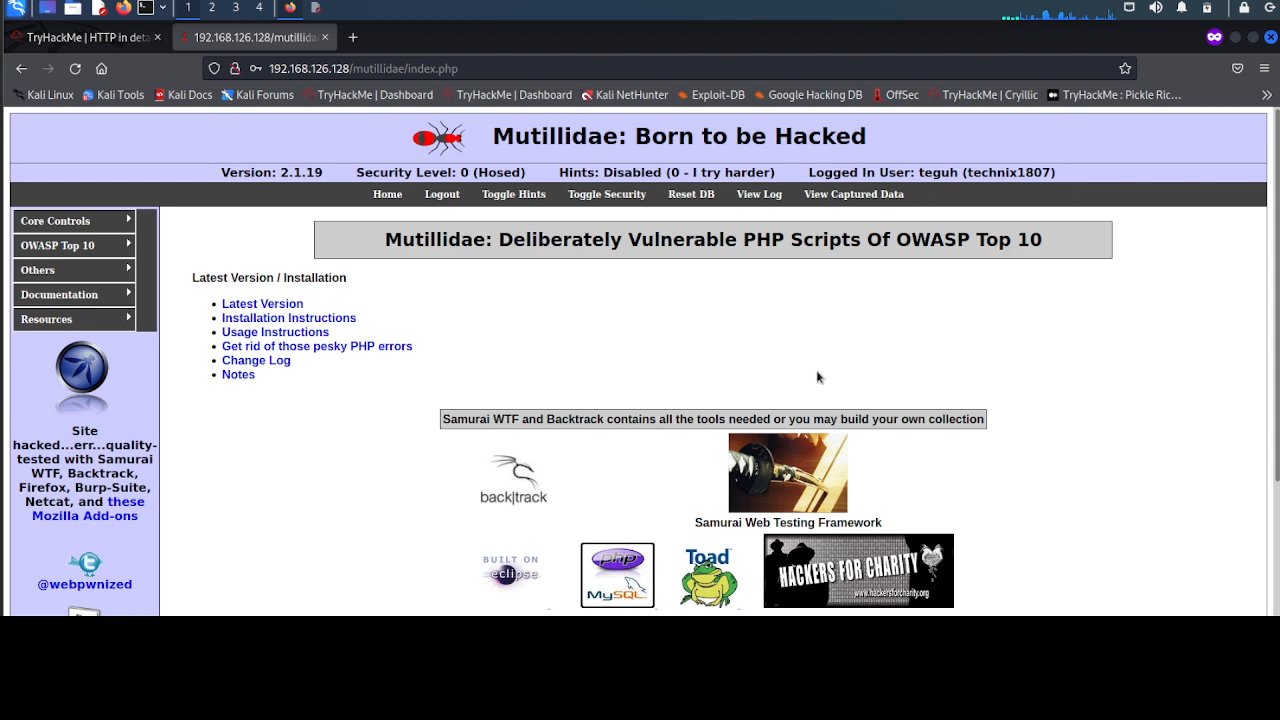 1 2 3 4
TryHackMe | HTTP in deta
192.168.126.128/mutillida
192.168.126.128/mutillidae/index.php
Kali Linux Kali Tools Kali Docs Kali Forums TryHackMe | Dashboard TryHackMe | Dashboard Kali NetHunter Exploit-DB Google Hacking DB OffSec TryHackMe | Cryillic TryHackMe : Pickle Ric…
Mutillidae: Born to be Hacked
Version: 2.1.19 Security Level: 0 (Hosed) Hints: Disabled (0 - I try harder) Logged In User: teguh (technix1807)
Home Logout Toggle Hints Toggle Security Reset DB View Log View Captured Data
Core Controls
OWASP Top 10
Others
Documentation
Resources
Site
hacked...err...quality-
tested with Samurai
WTF, Backtrack,
Firefox, Burp-Suite,
Netcat, and these
Mozilla Add-ons
@webpwnized
Mutillidae: Deliberately Vulnerable PHP Scripts Of OWASP Top 10
Latest Version / Installation
Latest Version
Installation Instructions
Usage Instructions
Get rid of those pesky PHP errors
Change Log
Notes
Samurai WTF and Backtrack contains all the tools needed or you may build your own collection
back|track
Samurai Web Testing Framework
BUILT ON
eclipse
php
MySQL
Toad
HACKERS FOR CHARITY
www.hackersforcharity.org